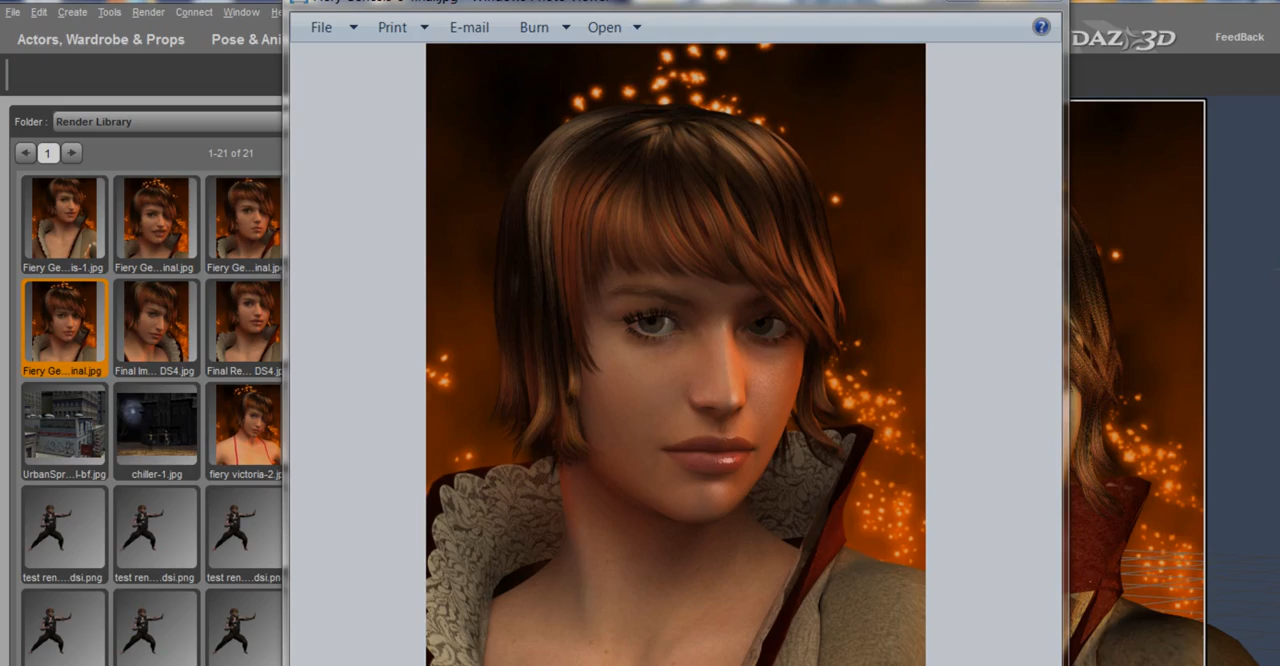 File Edit Create Tools Render Connect Window
File Print E-mail Burn Open
Actors, Wardrobe & Props Pose & Ani
DAZ 3D FeedBack
Folder : Render Library
1 1-21 of 21
Fiery Ge...is-1.jpg Fiery Ge...inal.jpg Fiery Ge...inal.jp
Fiery Ge...inal.jpg Final Im... DS4.jpg Final Re... DS4.jpg
UrbanSpr...l-bf.jpg chiller-1.jpg fiery victoria-2.jp
test ren....dsi.png test ren....dsi.png test ren....dsi.png